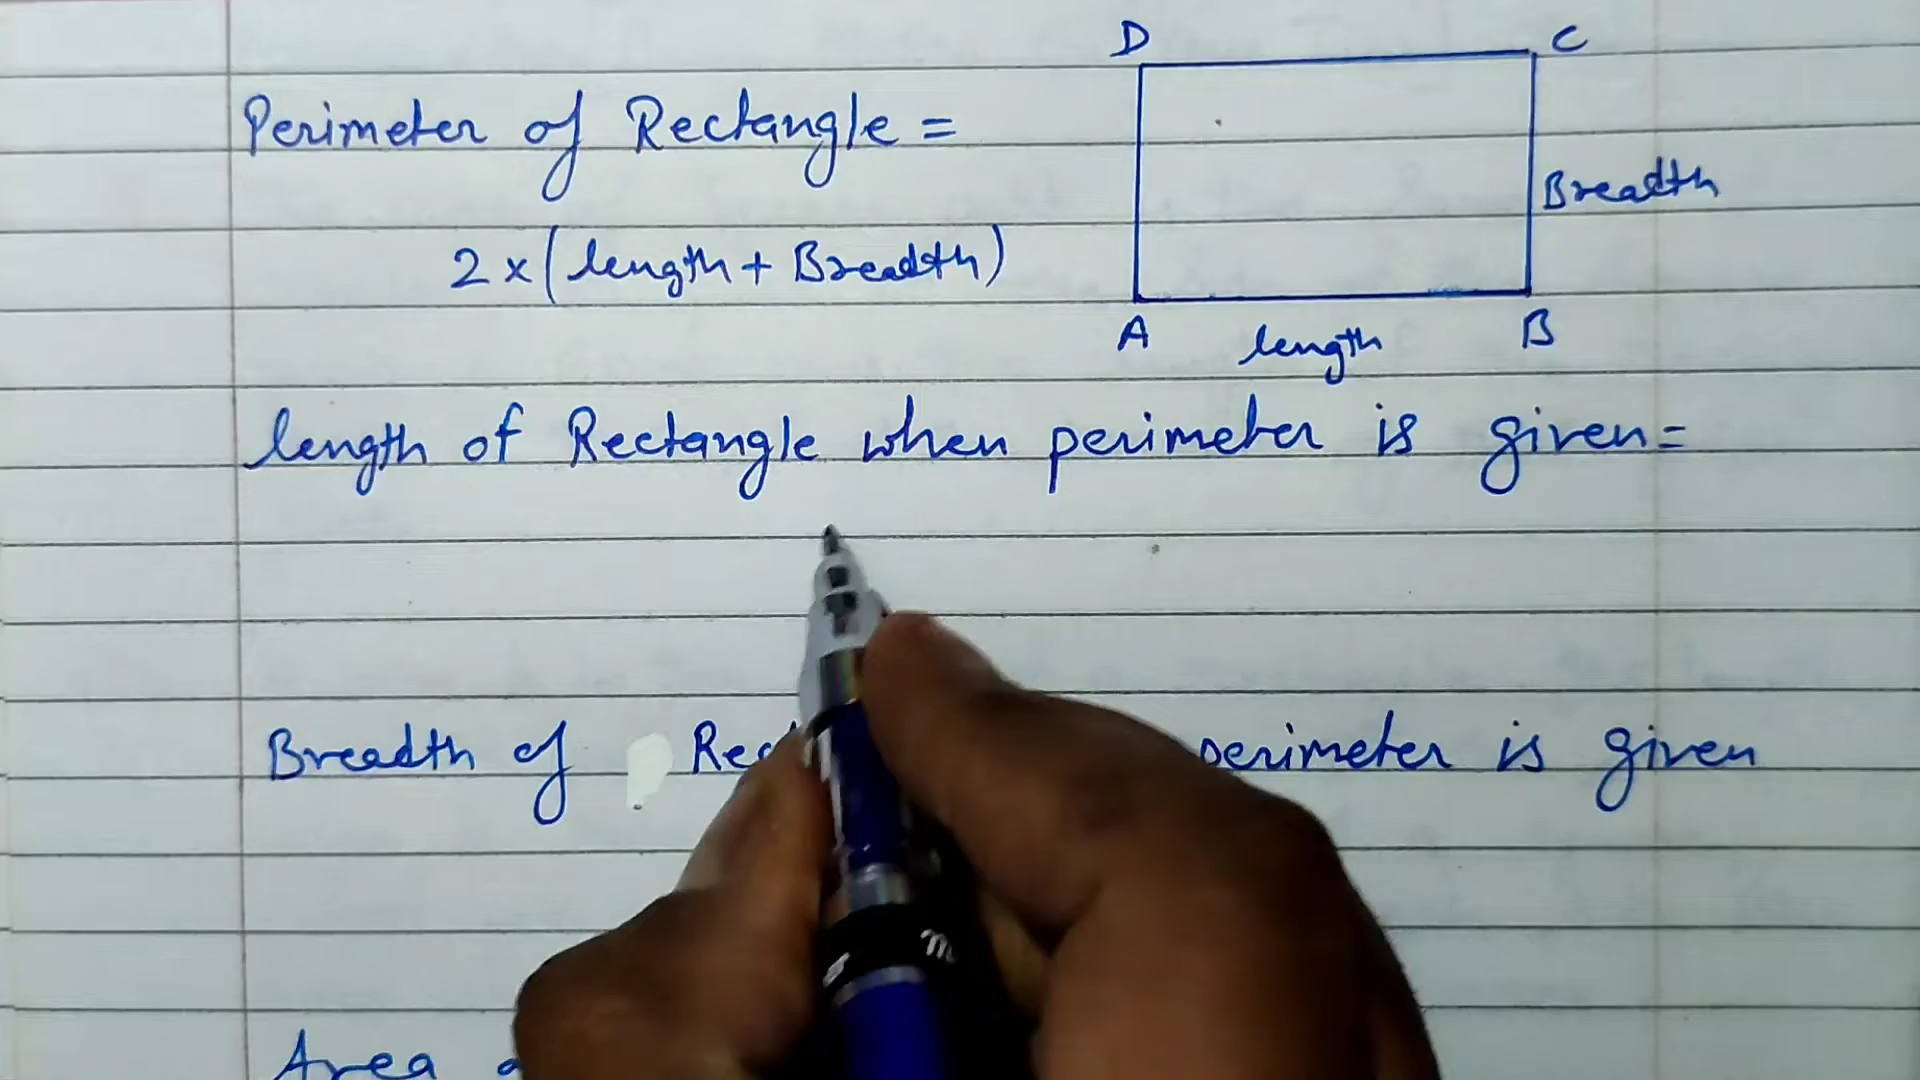 D C
Perimeter of Rectangle =
Breadth
2 x (length + Breadth)
A length B
length of Rectangle when perimeter is given=
Breadth of perimeter is given
Area